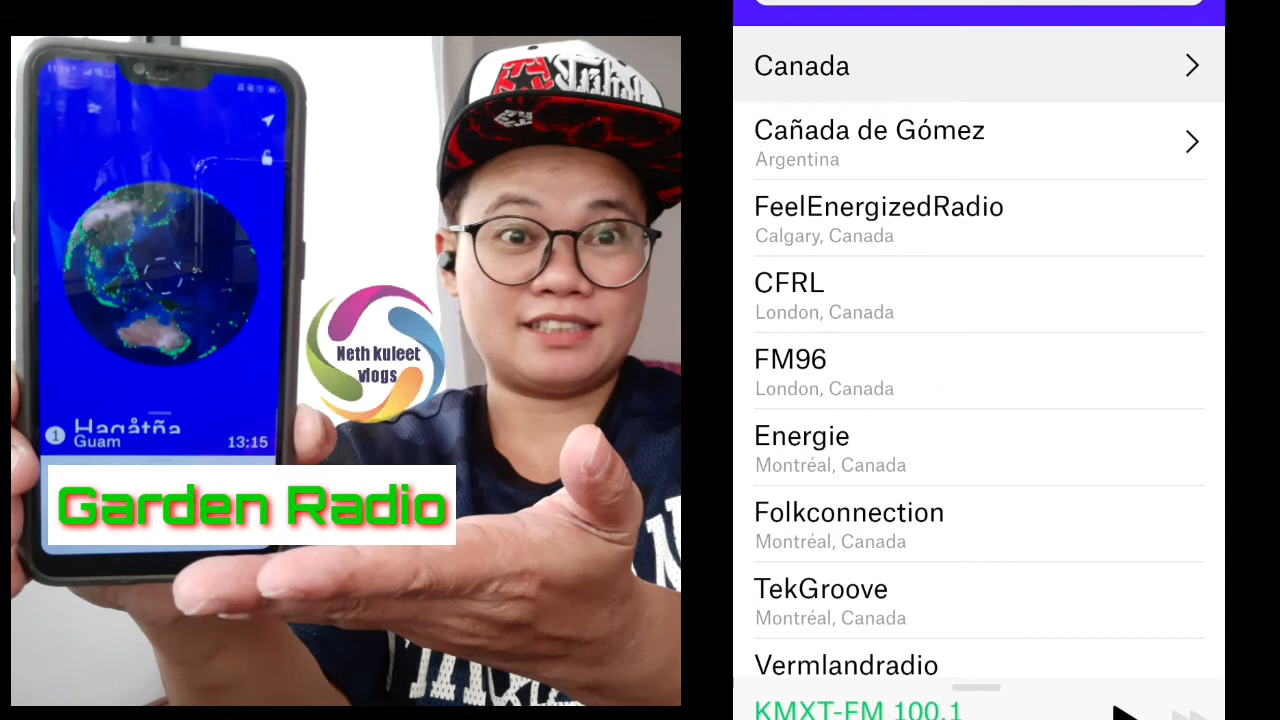 Hagåtña
Guam
1
13:15
Neth kuleet
vlogs
Garden Radio
Canada
Cañada de Gómez
Argentina
FeelEnergizedRadio
Calgary, Canada
CFRL
London, Canada
FM96
London, Canada
Energie
Montréal, Canada
Folkconnection
Montréal, Canada
TekGroove
Montréal, Canada
Vermlandradio
KMXT-FM 100.1